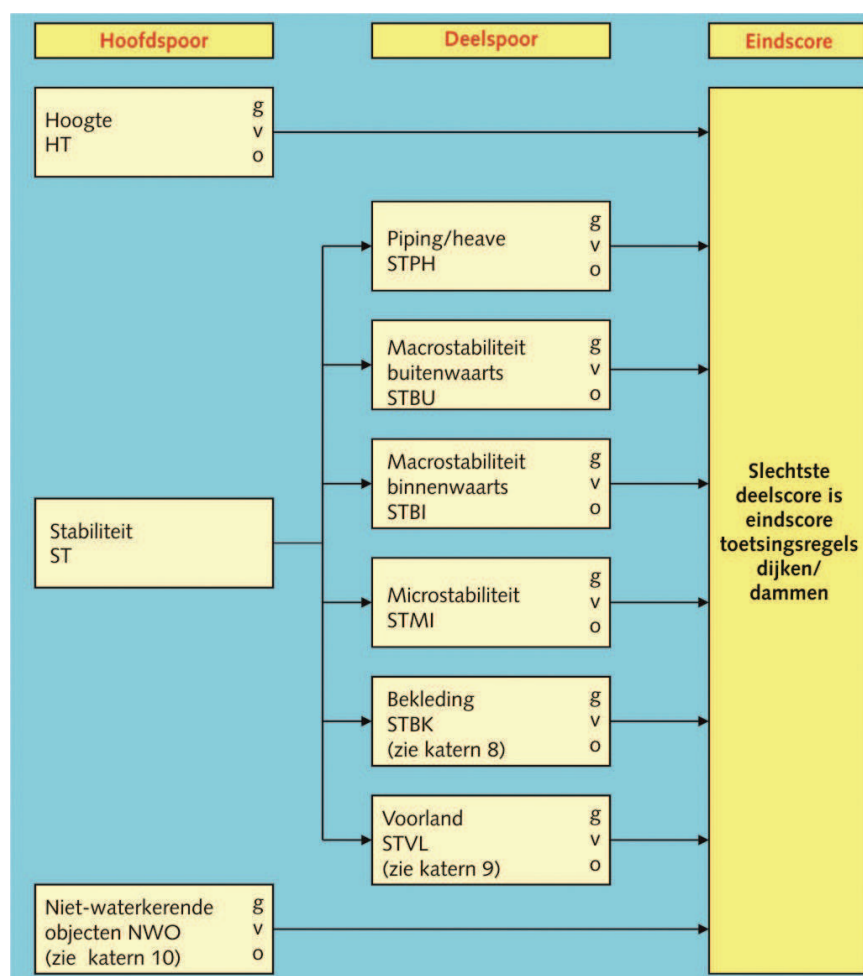 Hoofdspoor
Deelspoor
Eindscore
Hoogte
HT
g
v
o
Piping/heave
STPH
g
v
o
Macrostabiliteit
buitenwaarts
STBU
g
v
o
Macrostabiliteit
binnenwaarts
STBI
g
v
o
Stabiliteit
ST
Microstabiliteit
STMI
g
v
o
Bekleding
STBK
(zie katern 8)
g
v
o
Voorland
STVL
(zie katern 9)
g
v
o
Niet-waterkerende
objecten NWO
(zie katern 10)
g
v
o
Slechtste
deelscore is
eindscore
toetsingsregels
dijken/
dammen